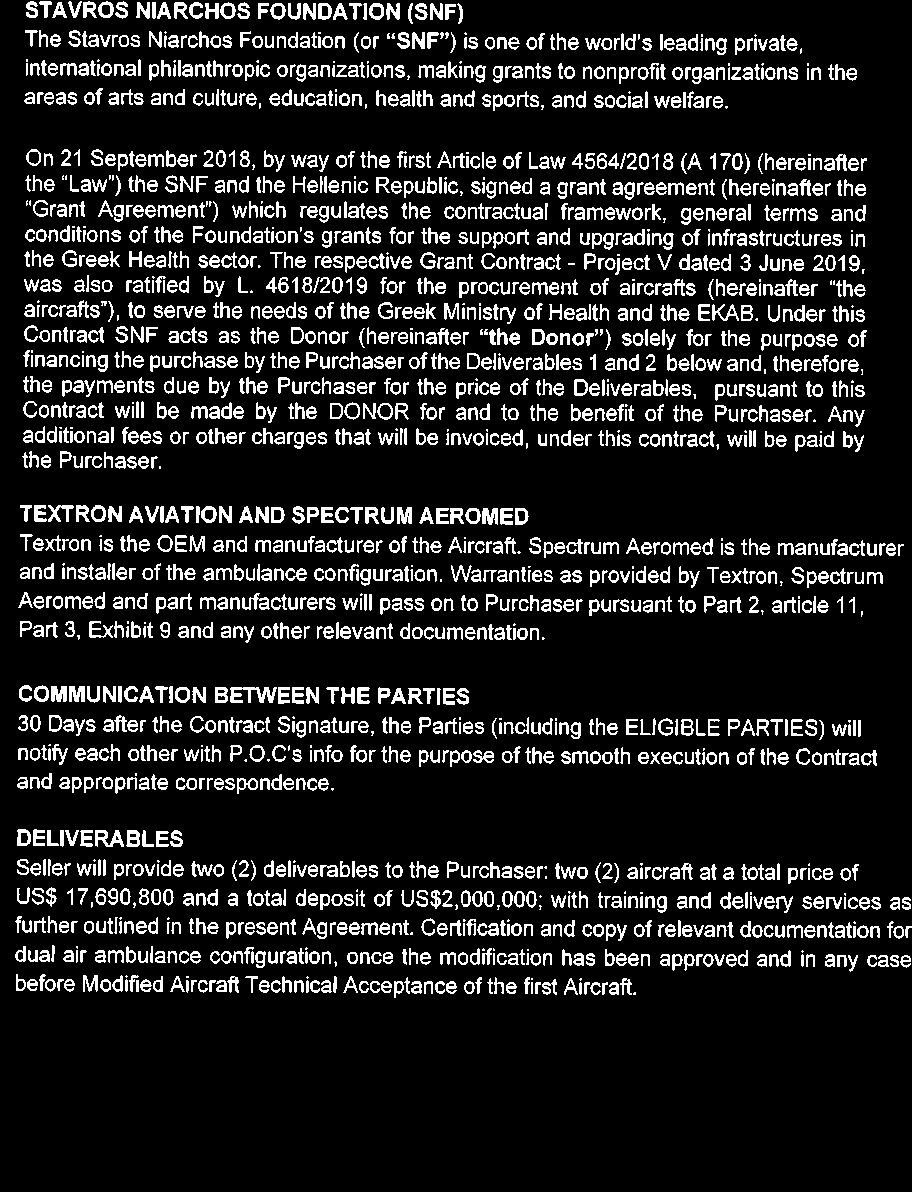 STAVROS NIARCHOS FOUNDATION (SNF)
The Stavros Niarchos Foundation (or “SNF”) is one of the world's leading private,
international philanthropic organizations, making grants to nonprofit organizations in the
areas of arts and culture, education, health and sports, and social welfare.
On 21 September 2018, by way of the first Article of Law 4564/2018 (A 170) (hereinafter
the “Law”) the SNF and the Hellenic Republic, signed a grant agreement (hereinafter the
“Grant Agreement”) which regulates the contractual framework, general terms and
conditions of the Foundation's grants for the support and upgrading of infrastructures in
the Greek Health sector. The respective Grant Contract - Project V dated 3 June 2019,
was also ratified by L. 4618/2019 for the procurement of aircrafts (hereinafter “the
aircrafts”), to serve the needs of the Greek Ministry of Health and the EKAB. Under this
Contract SNF acts as the Donor (hereinafter “the Donor”) solely for the purpose of
financing the purchase by the Purchaser of the Deliverables 1 and 2 below and, therefore,
the payments due by the Purchaser for the price of the Deliverables, pursuant to this
Contract will be made by the DONOR for and to the benefit of the Purchaser. Any
additional fees or other charges that will be invoiced, under this contract, will be paid by
the Purchaser.
TEXTRON AVIATION AND SPECTRUM AEROMED
Textron is the OEM and manufacturer of the Aircraft. Spectrum Aeromed is the manufacturer
and installer of the ambulance configuration. Warranties as provided by Textron, Spectrum
Aeromed and part manufacturers will pass on to Purchaser pursuant to Part 2, article 11,
Part 3, Exhibit 9 and any other relevant documentation.
COMMUNICATION BETWEEN THE PARTIES
30 Days after the Contract Signature, the Parties (including the ELIGIBLE PARTIES) will
notify each other with P.O.C's info for the purpose of the smooth execution of the Contract
and appropriate correspondence.
DELIVERABLES
Seller will provide two (2) deliverables to the Purchaser: two (2) aircraft at a total price of
US$ 17,690,800 and a total deposit of US$2,000,000; with training and delivery services as
further outlined in the present Agreement. Certification and copy of relevant documentation for
dual air ambulance configuration, once the modification has been approved and in any case
before Modified Aircraft Technical Acceptance of the first Aircraft.